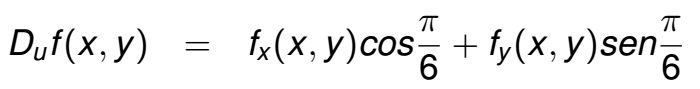 D_u f(x, y) = f_x(x, y)cos π/6 + f_y(x, y)sen π/6